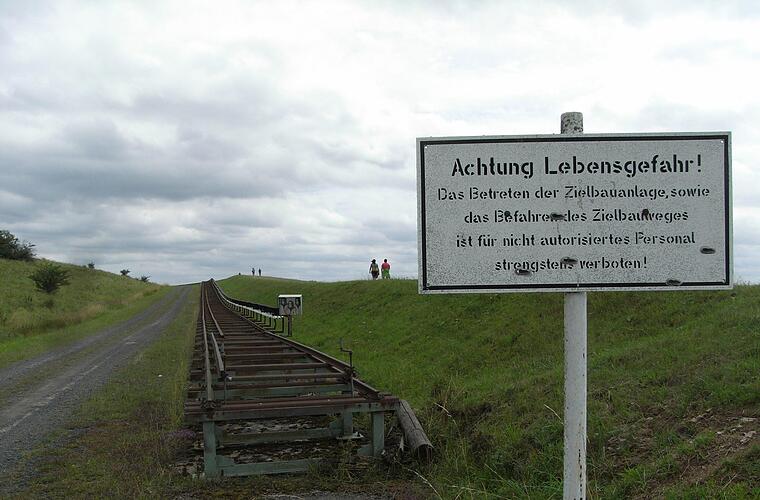 Achtung Lebensgefahr!
Das Betreten der Zielbauanlage, sowie
das Befahren des Zielbauweges
ist für nicht autorisiertes Personal
strengstens verboten!